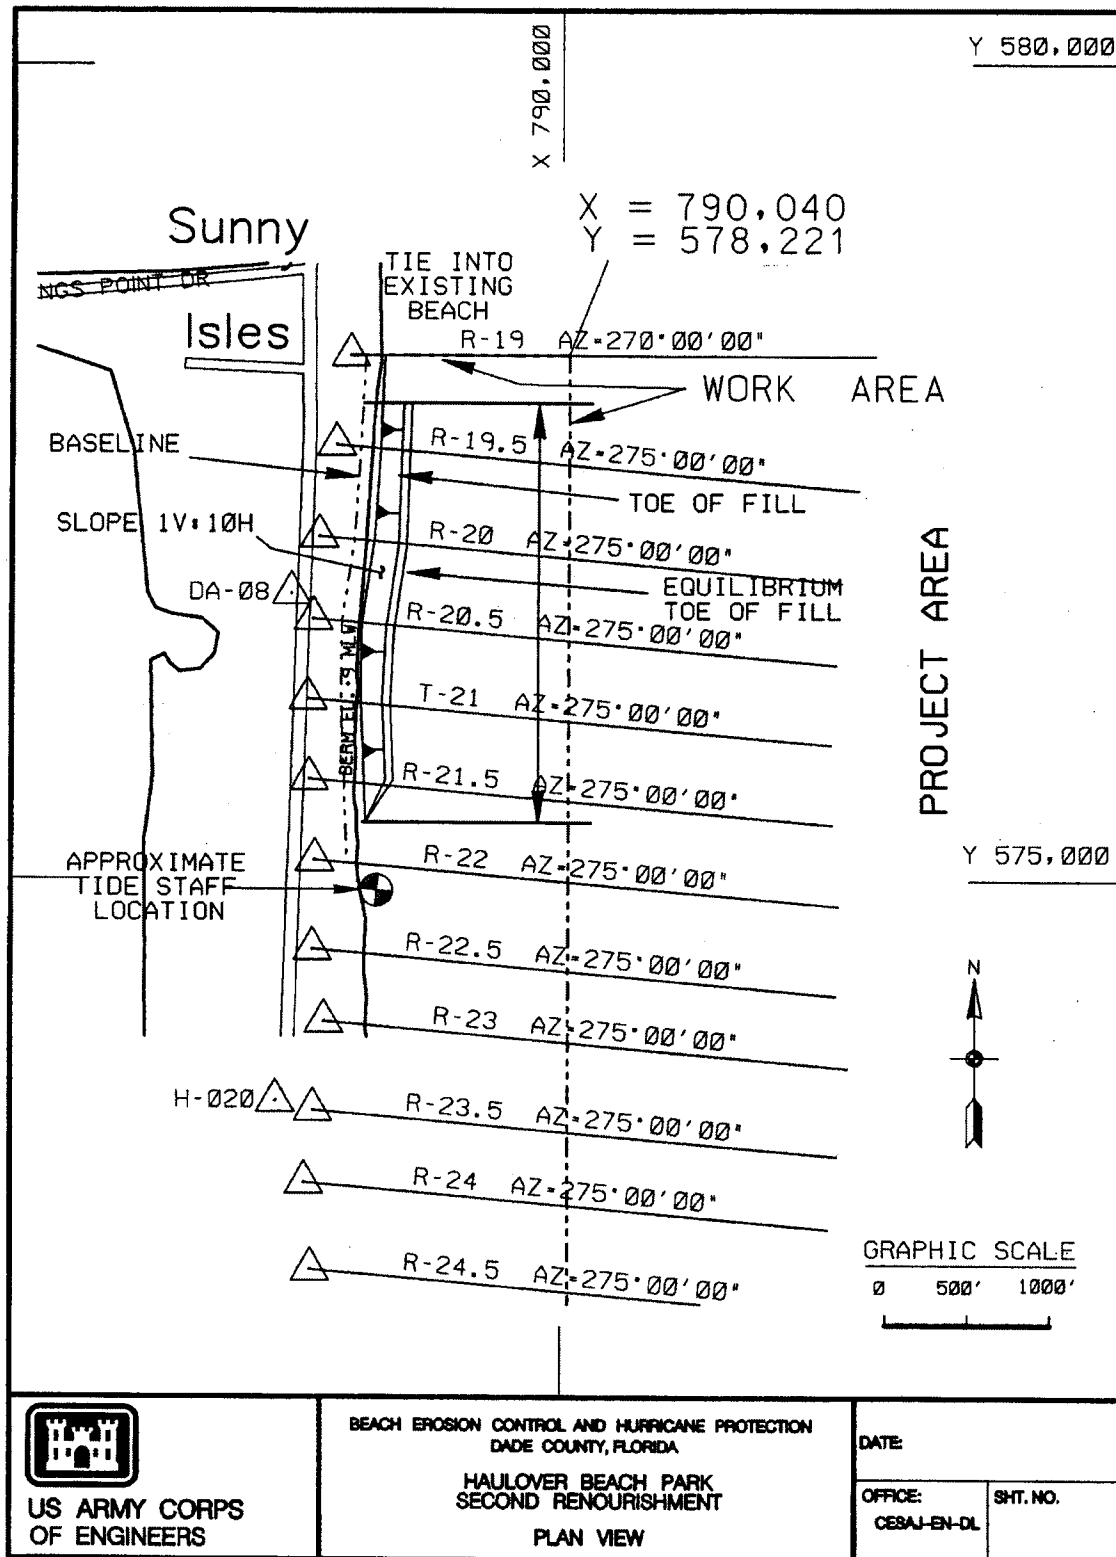 X 790,000
Y 580,000
X = 790,040
Y = 578,221
Sunny
Isles
NGS POINT DR
TIE INTO
EXISTING
BEACH
R-19 AZ=270°00'00"
WORK AREA
BASELINE
R-19.5 AZ=275°00'00"
TOE OF FILL
SLOPE 1V:10H
R-20 AZ=275°00'00"
DA-08
EQUILIBRIUM
TOE OF FILL
R-20.5 AZ=275°00'00"
PROJECT AREA
BERM EL. 9 MLW
T-21 AZ=275°00'00"
R-21.5 AZ=275°00'00"
APPROXIMATE
TIDE STAFF
LOCATION
R-22 AZ=275°00'00"
Y 575,000
R-22.5 AZ=275°00'00"
N
R-23 AZ=275°00'00"
H-020
R-23.5 AZ=275°00'00"
R-24 AZ=275°00'00"
R-24.5 AZ=275°00'00"
GRAPHIC SCALE
0 500' 1000'
US ARMY CORPS
OF ENGINEERS
BEACH EROSION CONTROL AND HURRICANE PROTECTION
DADE COUNTY, FLORIDA
HAULOVER BEACH PARK
SECOND RENOURISHMENT
PLAN VIEW
DATE:
OFFICE:
CESAJ-EN-DL
SHT. NO.